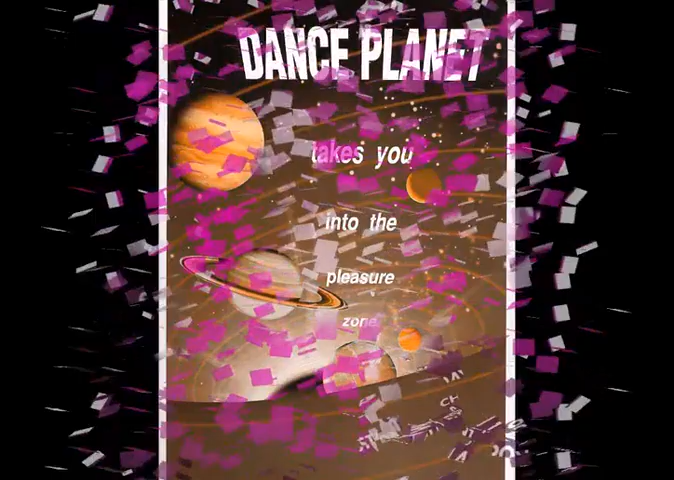 DANCE PLANET
takes you
into the
pleasure
zone